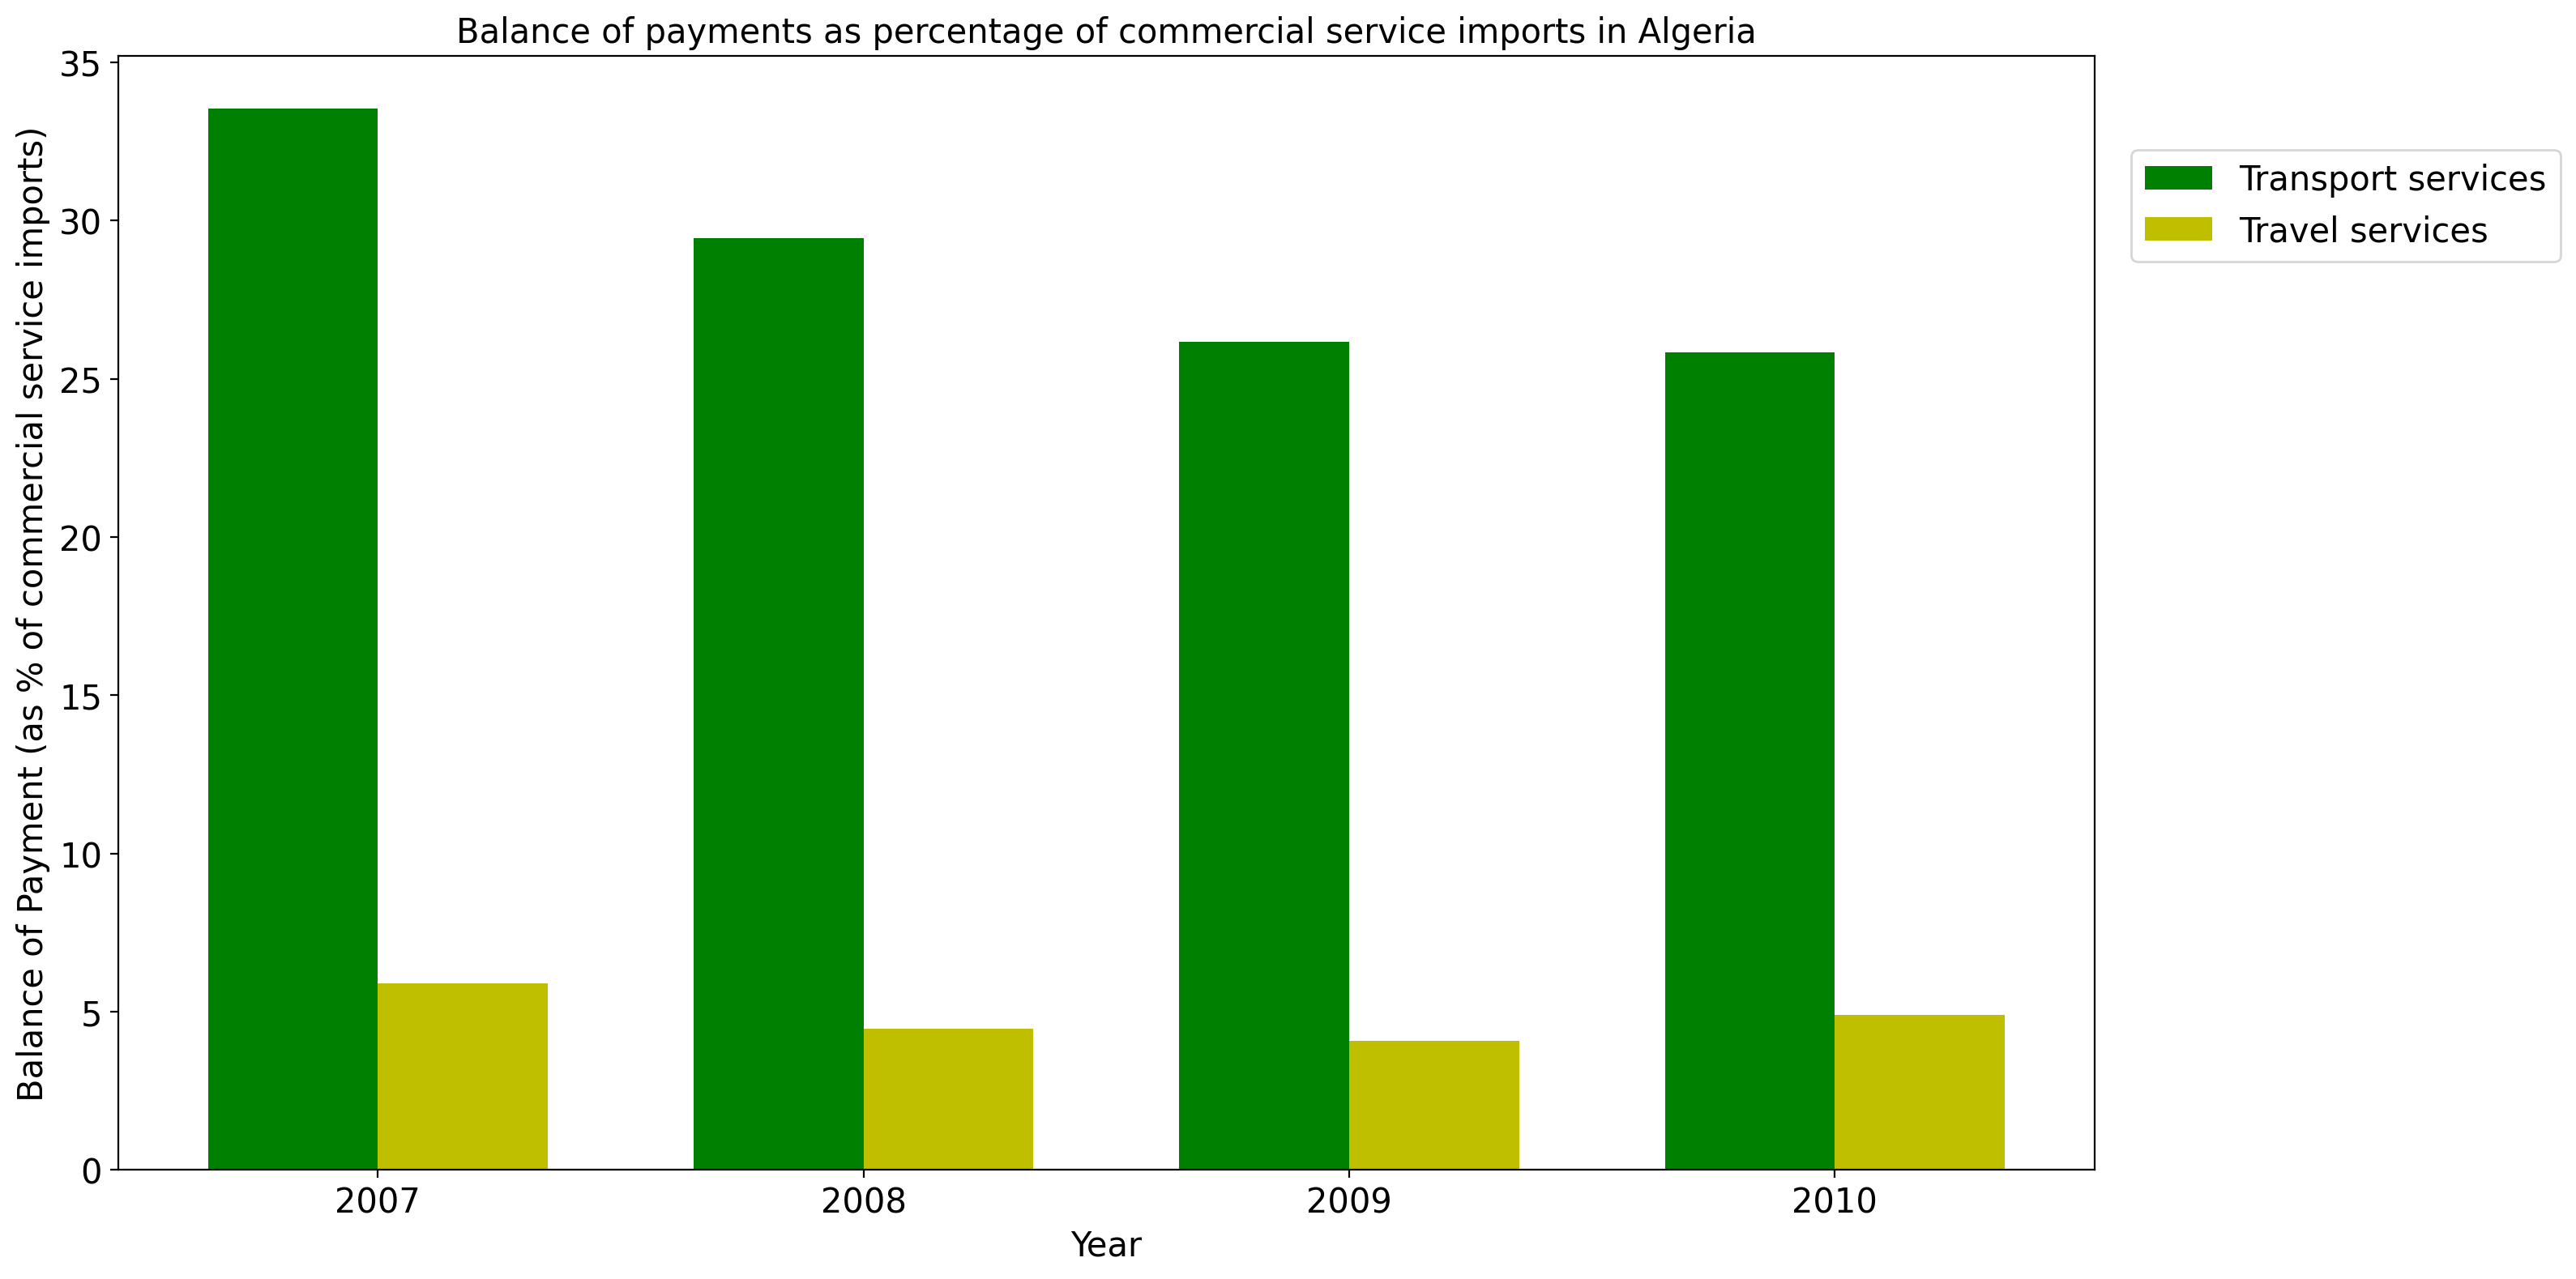 Balance of payments as percentage of commercial service imports in Algeria
Balance of Payment (as % of commercial service imports)
35
30
25
20
15
10
5
0
2007 2008 2009 2010
Year
Transport services
Travel services